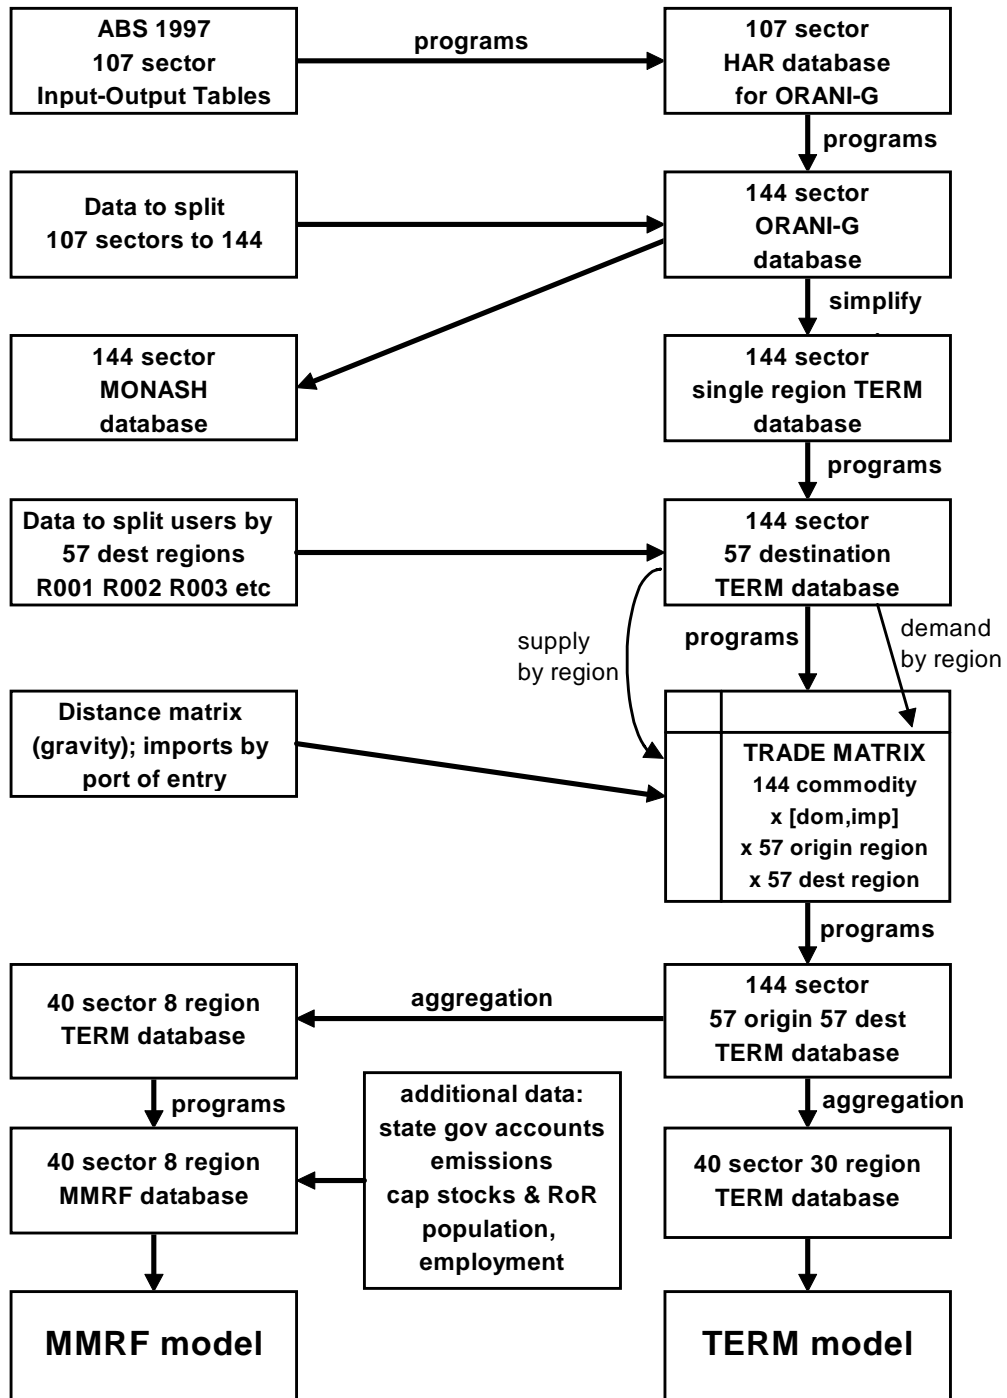 ABS 1997
107 sector
Input-Output Tables
programs
107 sector
HAR database
for ORANI-G
programs
Data to split
107 sectors to 144
144 sector
ORANI-G
database
simplify
144 sector
MONASH
database
144 sector
single region TERM
database
programs
Data to split users by
57 dest regions
R001 R002 R003 etc
144 sector
57 destination
TERM database
supply
by region
programs
demand
by region
Distance matrix
(gravity); imports by
port of entry
TRADE MATRIX
144 commodity
x [dom,imp]
x 57 origin region
x 57 dest region
programs
40 sector 8 region
TERM database
aggregation
144 sector
57 origin 57 dest
TERM database
programs
aggregation
additional data:
state gov accounts
emissions
cap stocks & RoR
population,
employment
40 sector 8 region
MMRF database
40 sector 30 region
TERM database
MMRF model
TERM model